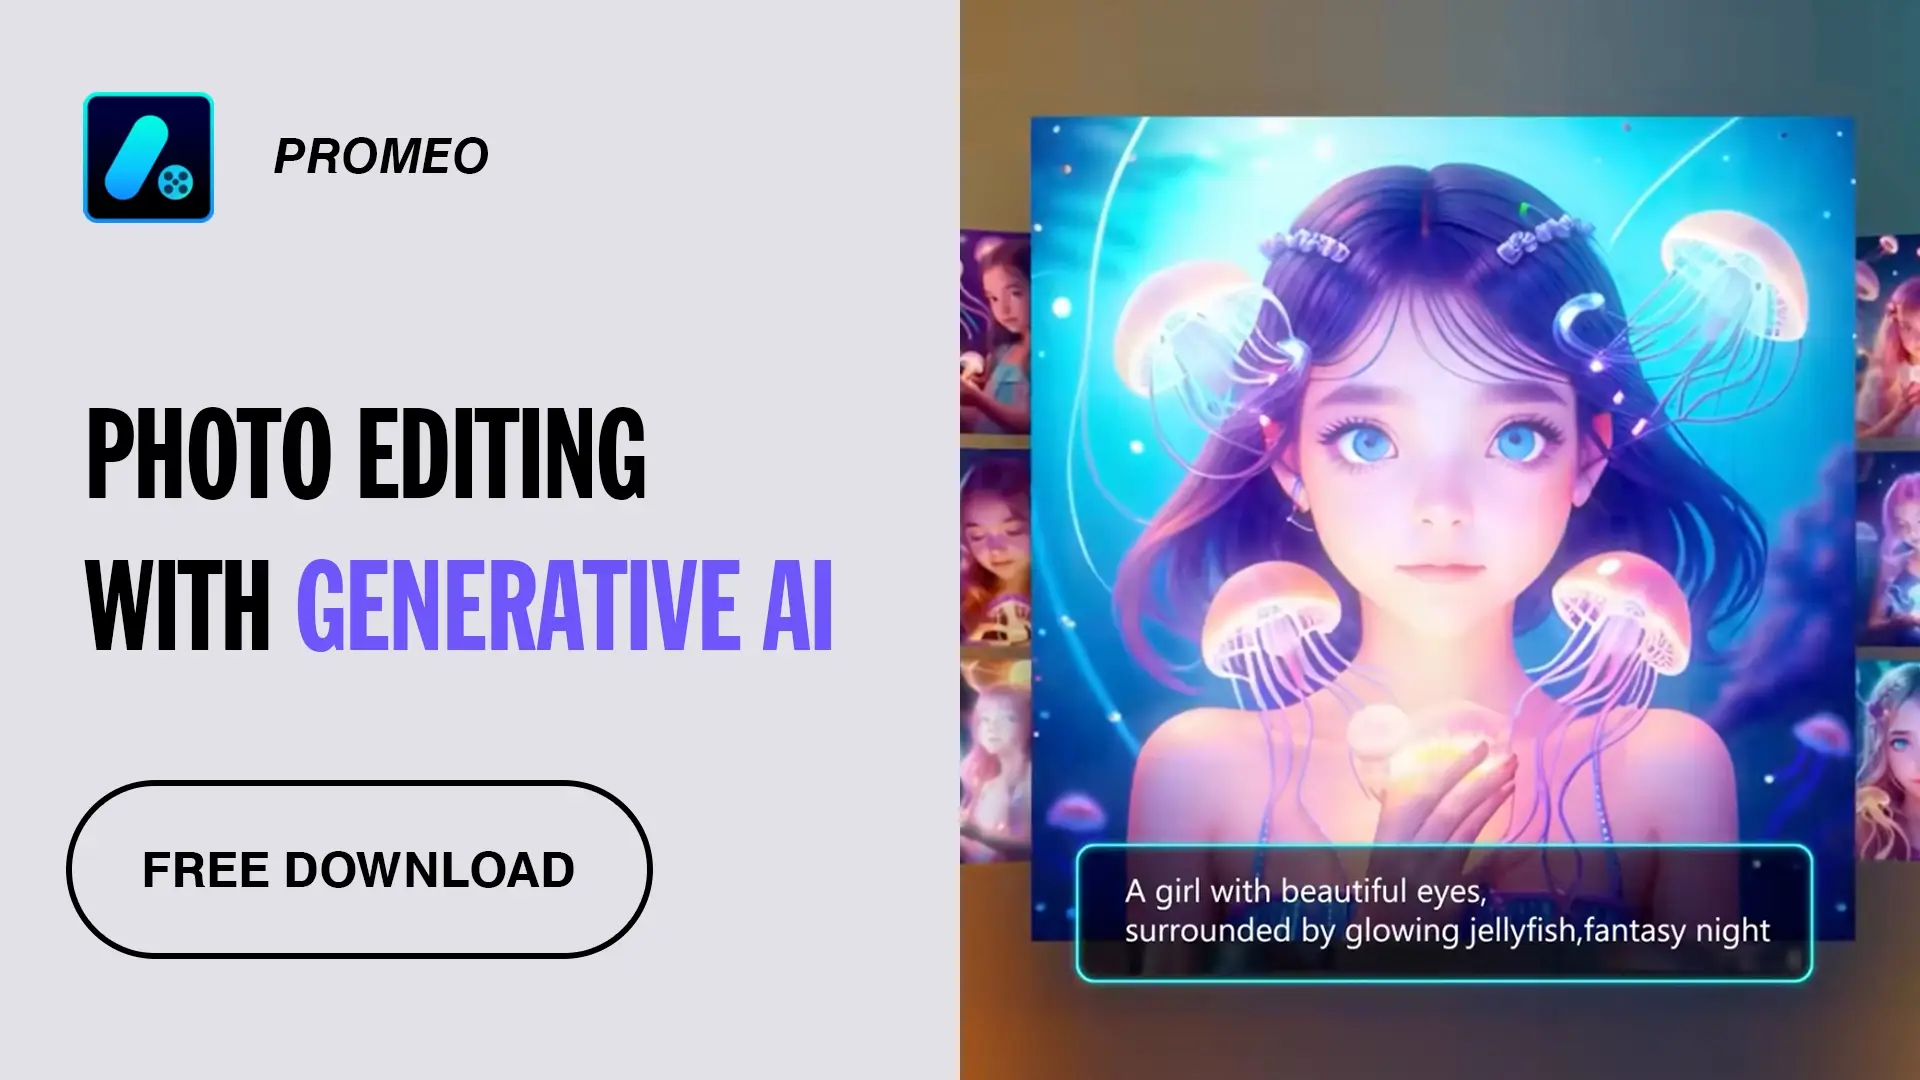 PROMEO
PHOTO EDITING
WITH GENERATIVE AI
FREE DOWNLOAD
A girl with beautiful eyes,
surrounded by glowing jellyfish,fantasy night